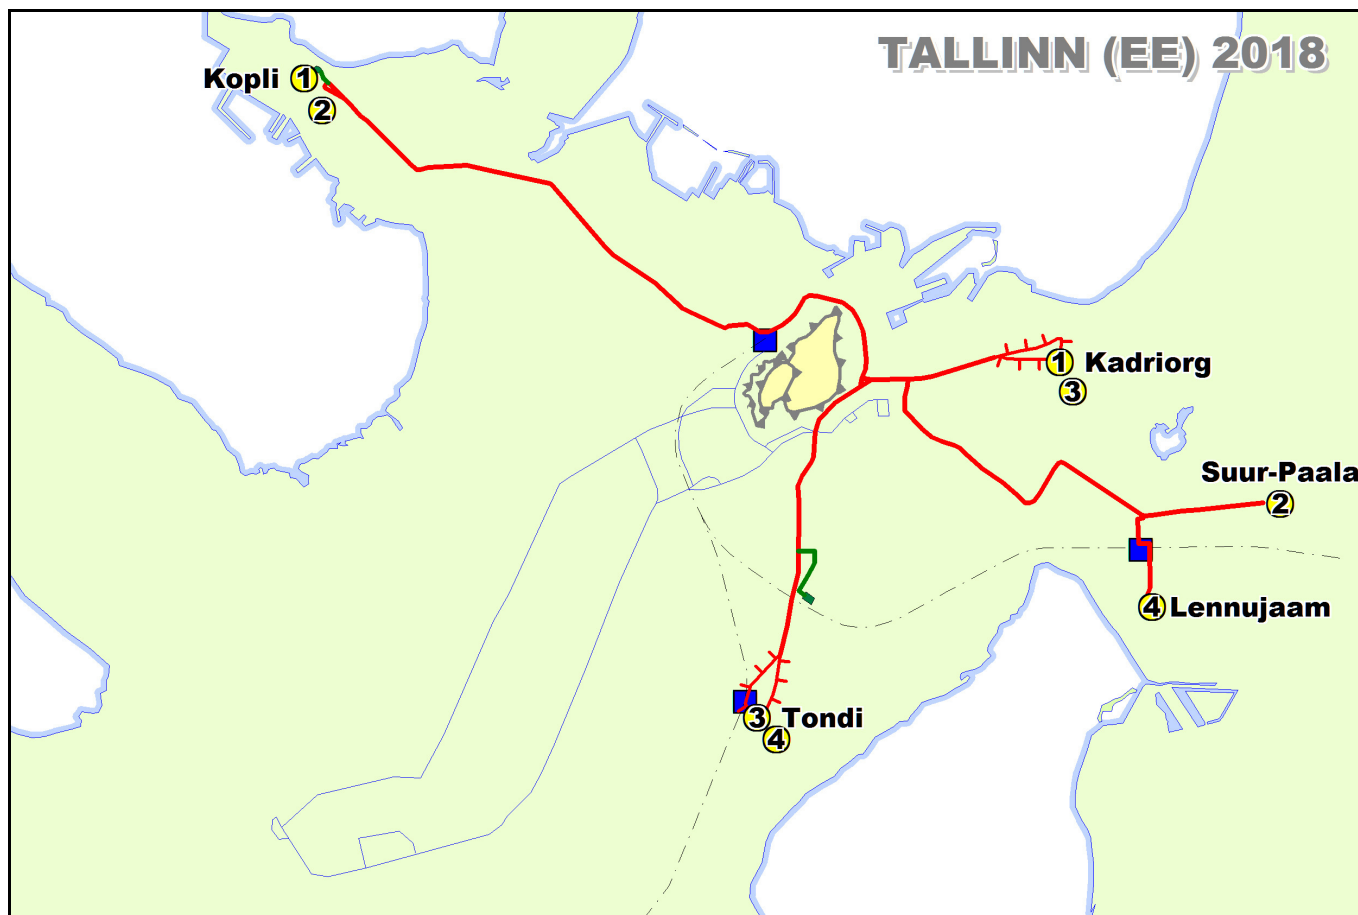 TALLINN (EE) 2018
Kopli 1
2
1 Kadriorg
3
Suur-Paala
2
4 Lennujaam
3 Tondi
4